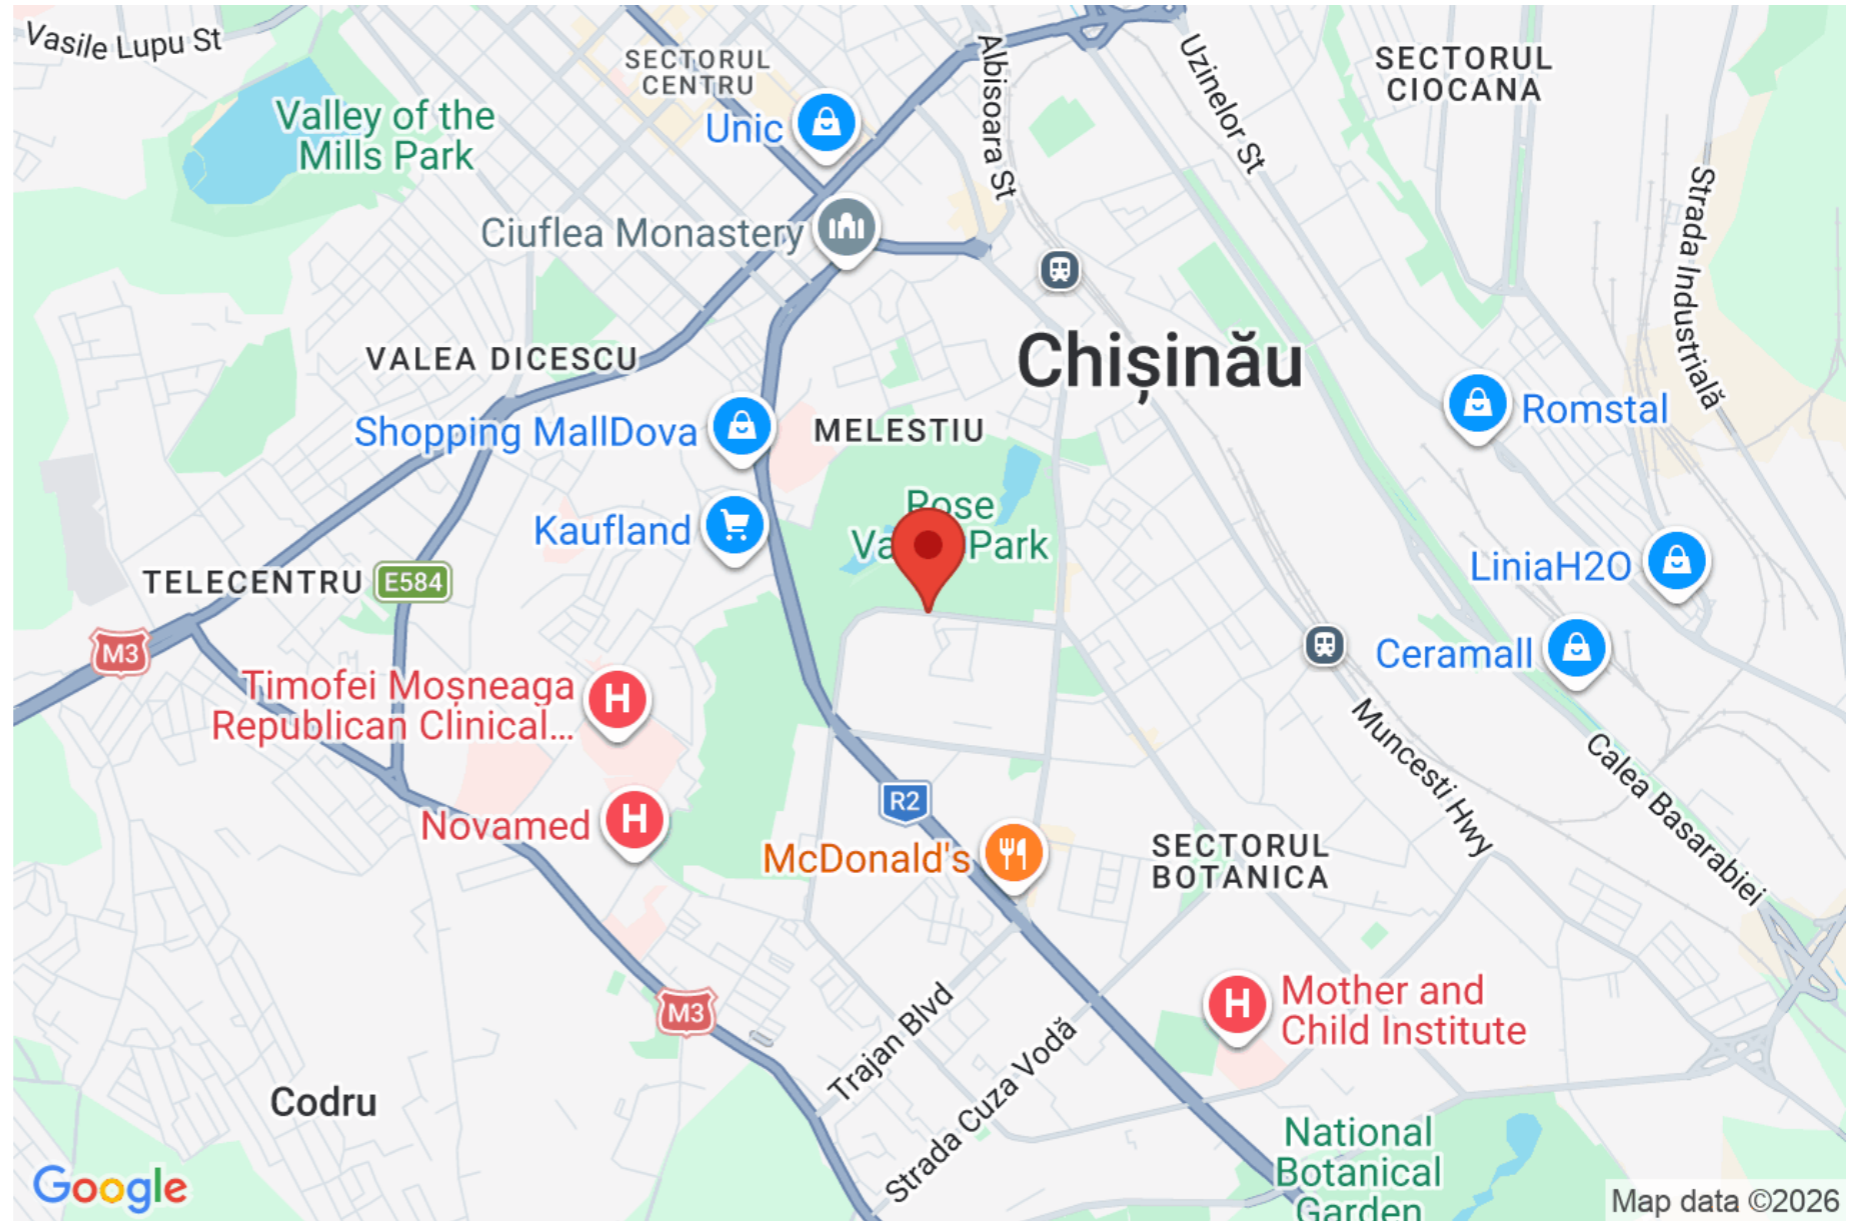 Vasile Lupu St
SECTORUL
CENTRU
Albisoara St
Uzinelor St
SECTORUL
CIOCANA
Valley of the
Mills Park
Unic
Strada Industrială
Ciuflea Monastery
Chișinău
VALEA DICESCU
Shopping MallDova
MELESTIU
Romstal
Rose
Park
Kaufland
LiniaH2O
TELECENTRU
E584
M3
Ceramall
Timofei Moșneaga
Republican Clinical...
Muncesti Hwy
Calea Basarabiei
R2
Novamed
McDonald's
SECTORUL
BOTANICA
M3
Mother and
Child Institute
Trajan Blvd
Strada Cuza Vodă
Codru
National
Botanical
Garden
Google
Map data ©2026